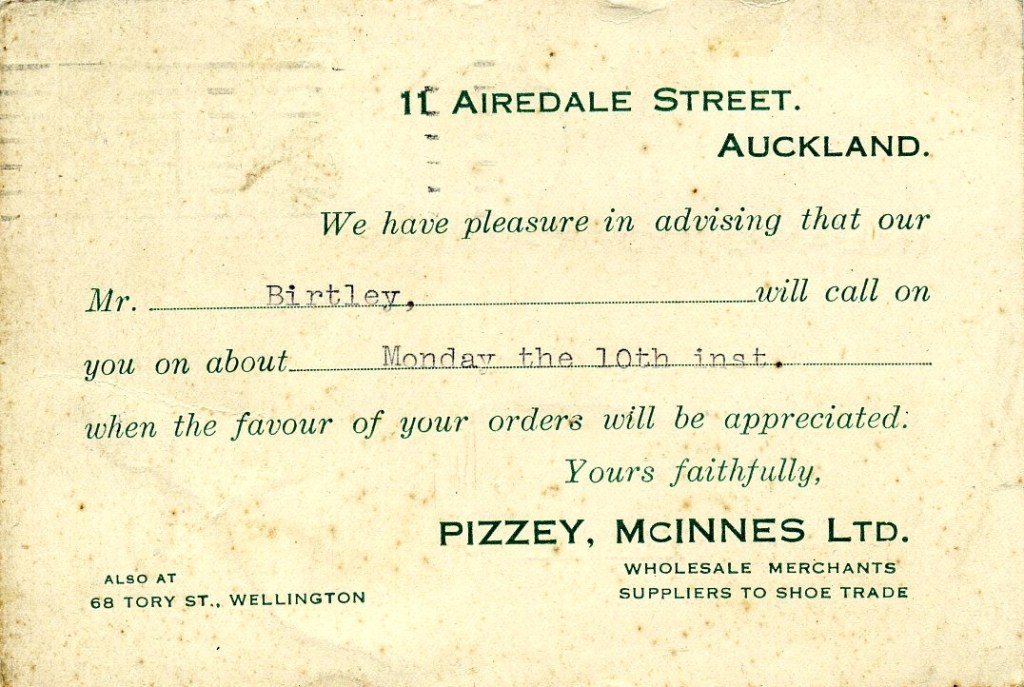 11 AIREDALE STREET.
AUCKLAND.
We have pleasure in advising that our
Mr. Birtley, will call on
you on about Monday the 10th inst.
when the favour of your orders will be appreciated.
Yours faithfully,
PIZZEY, McINNES LTD.
WHOLESALE MERCHANTS
SUPPLIERS TO SHOE TRADE
ALSO AT
68 TORY ST., WELLINGTON